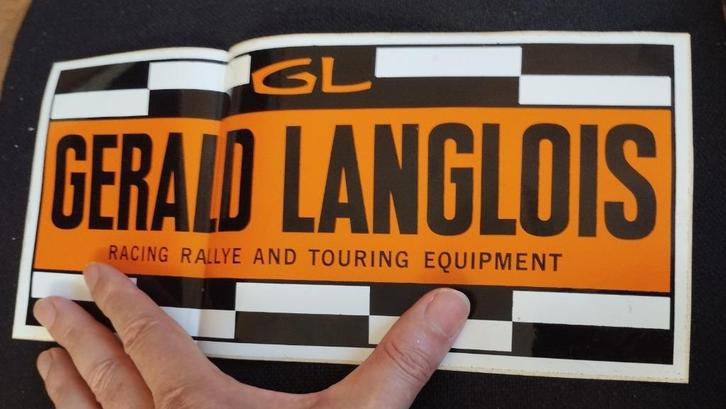 GL
GERALD LANGLOIS
RACING RALLYE AND TOURING EQUIPMENT